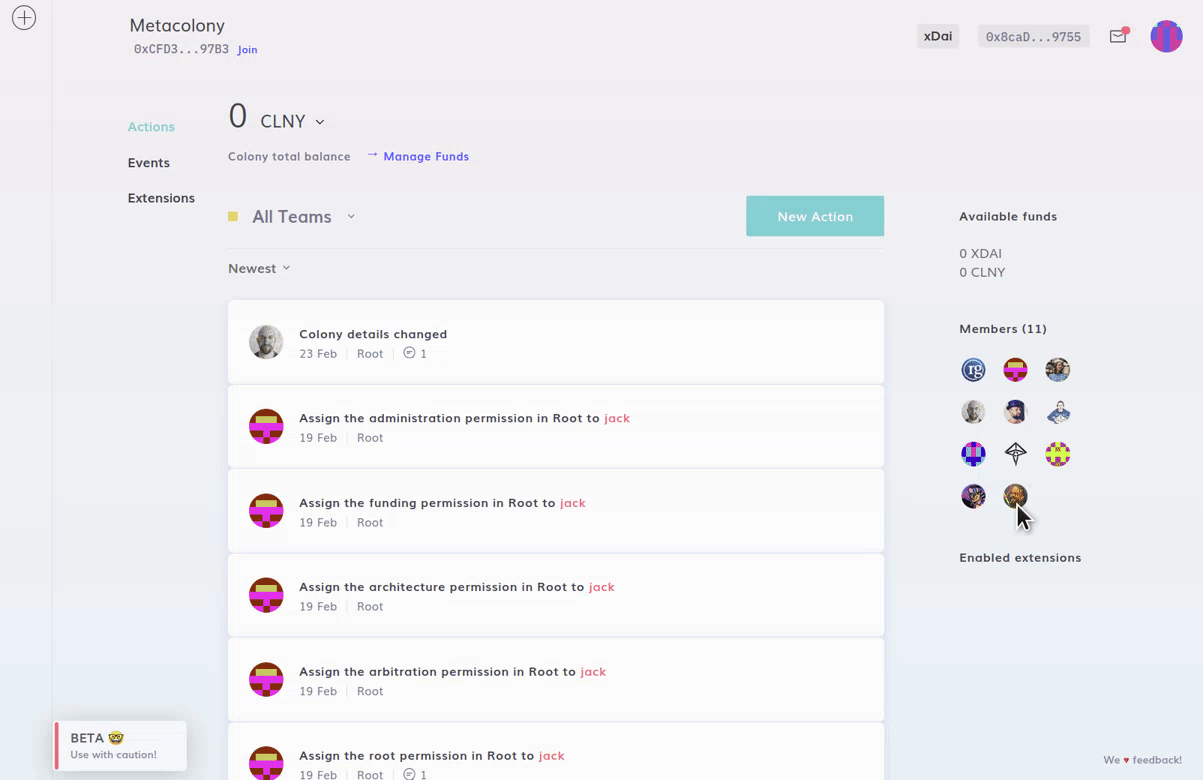 Metacolony
0xCFD3...97B3 Join
xDai
0x8caD...9755
Actions
Events
Extensions
0 CLNY
Colony total balance → Manage Funds
All Teams
New Action
Newest
Colony details changed
23 Feb Root 1
Assign the administration permission in Root to jack
19 Feb Root
Assign the funding permission in Root to jack
19 Feb Root
Assign the architecture permission in Root to jack
19 Feb Root
Assign the arbitration permission in Root to jack
19 Feb Root
Assign the root permission in Root to jack
19 Feb Root 1
Available funds
0 XDAI
0 CLNY
Members (11)
rg
Enabled extensions
BETA 🤓
Use with caution!
We ♥ feedback!